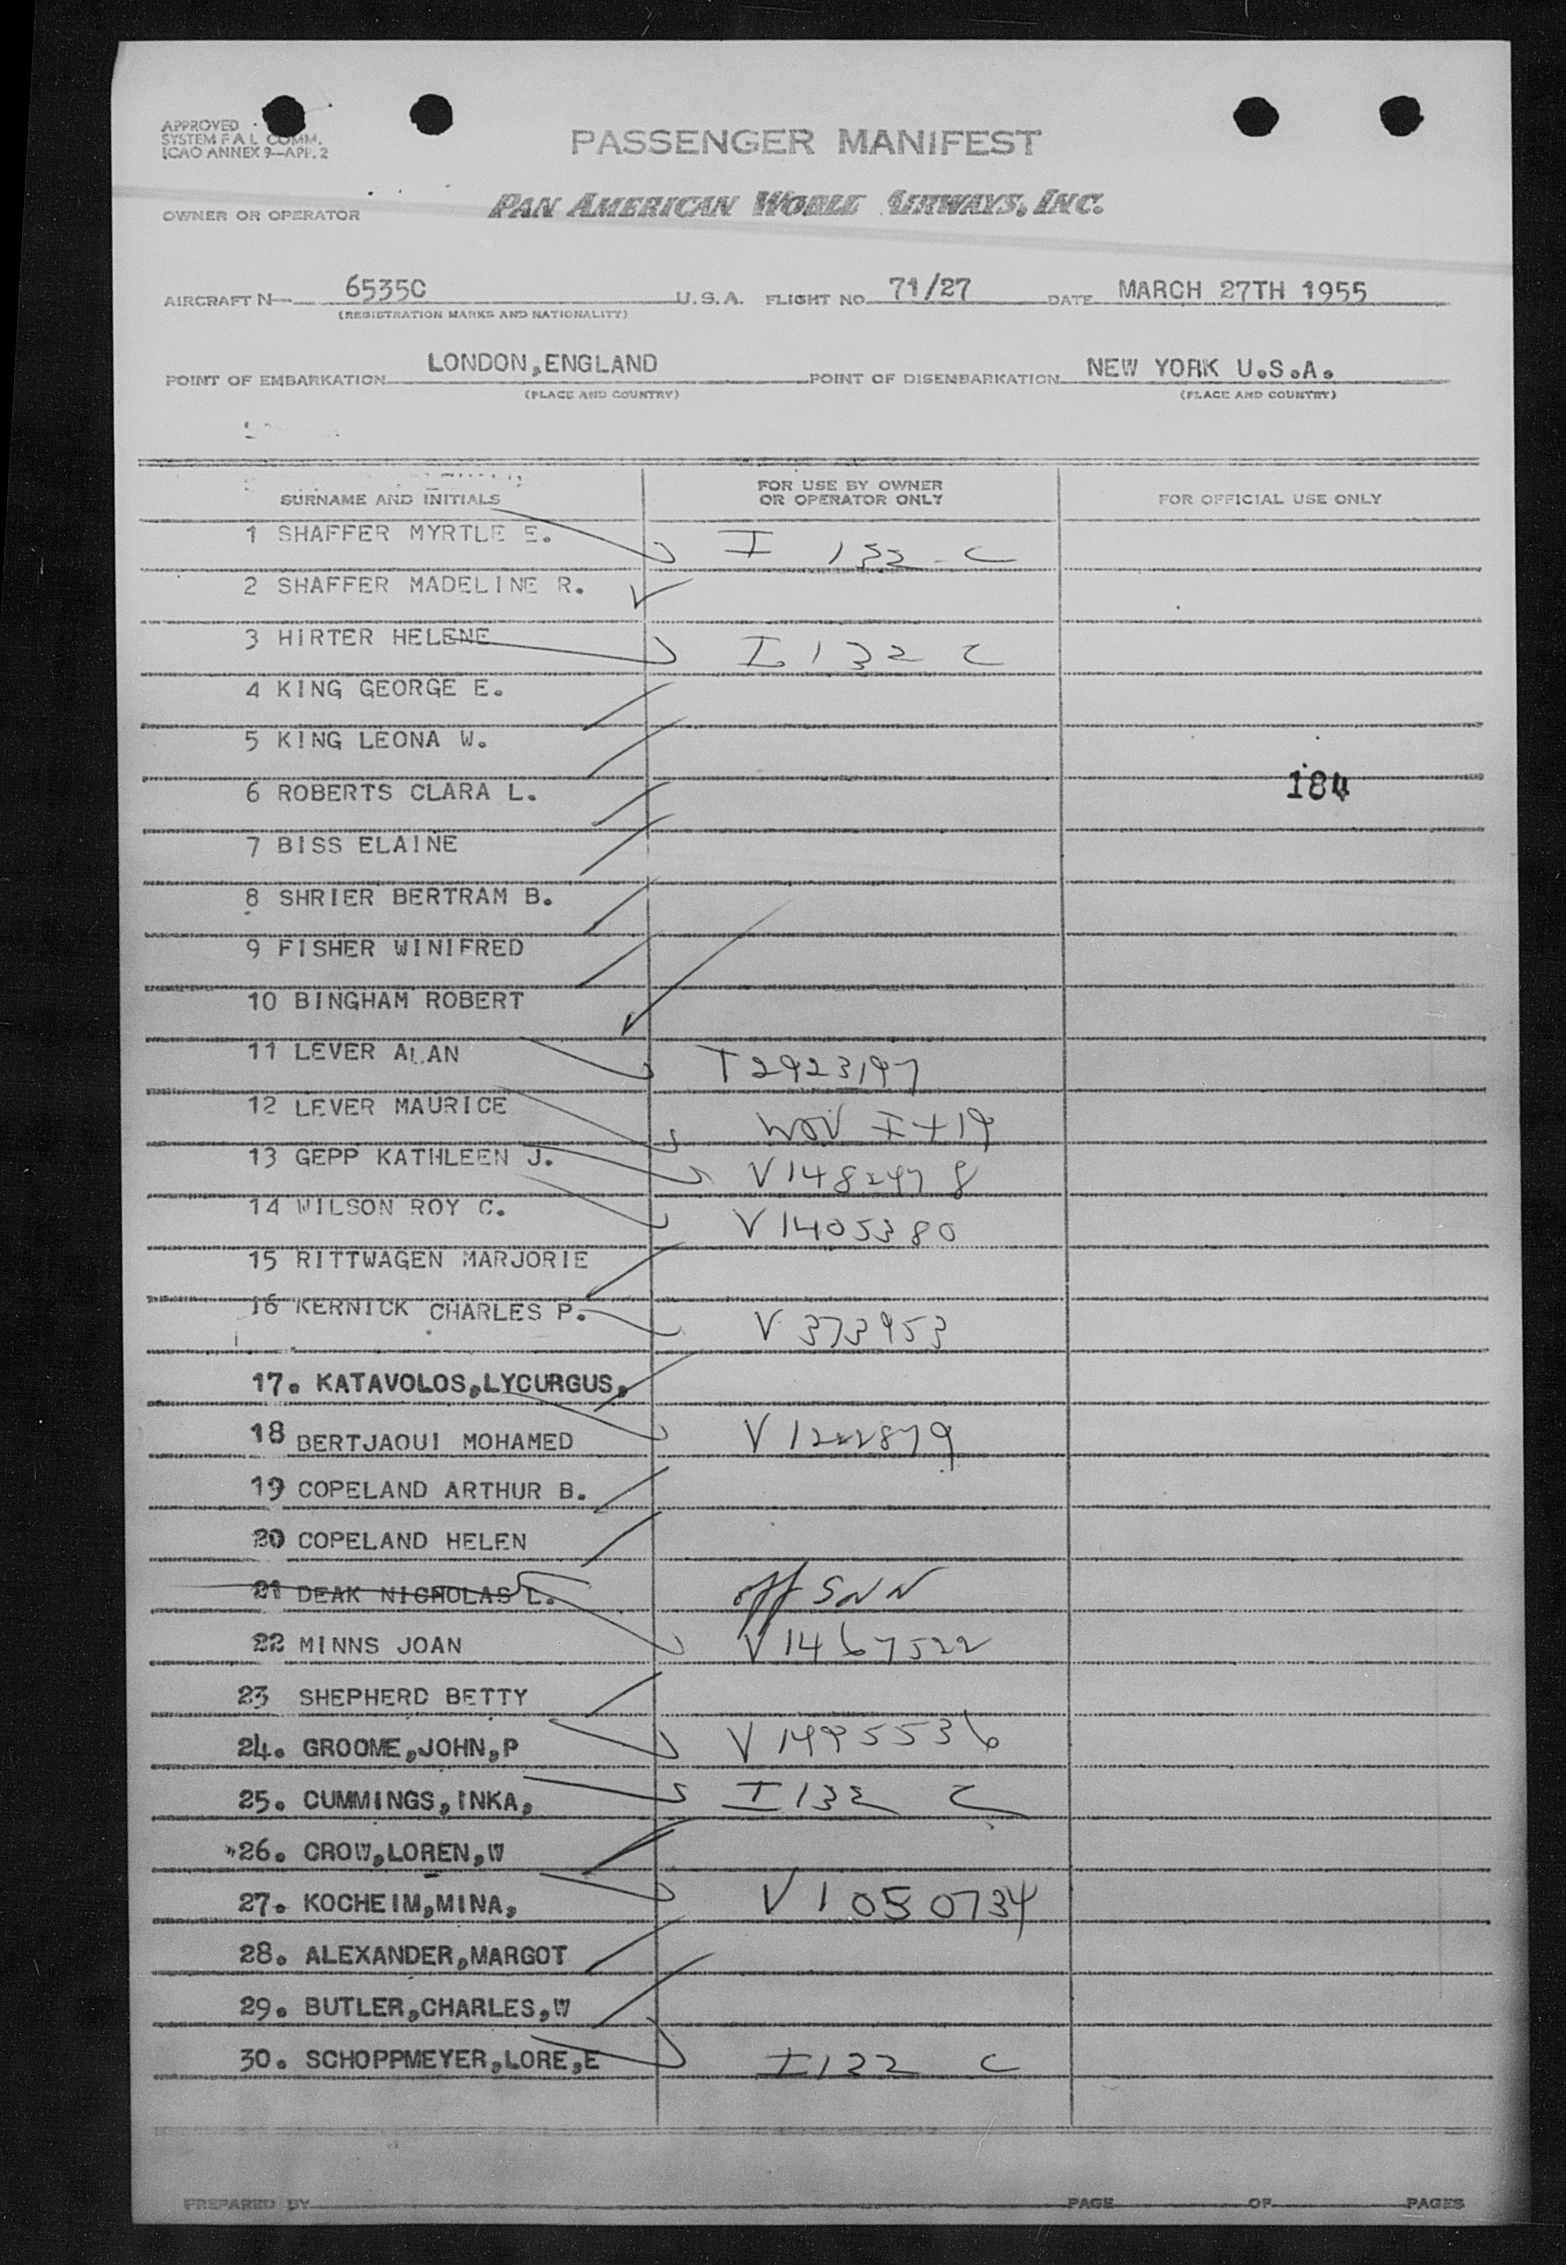 APPROVED
SYSTEM F A L COMM.
ICAO ANNEX 9—APP. 2
PASSENGER MANIFEST
OWNER OR OPERATOR PAN AMERICAN WORLD AIRWAYS, INC.
AIRCRAFT N— 6535C U.S.A. FLIGHT NO. 71/27 DATE MARCH 27TH 1955
(REGISTRATION MARKS AND NATIONALITY)
POINT OF EMBARKATION LONDON,ENGLAND POINT OF DISEMBARKATION NEW YORK U.S.A.
(PLACE AND COUNTRY) (PLACE AND COUNTRY)
SURNAME AND INITIALS FOR USE BY OWNER OR OPERATOR ONLY FOR OFFICIAL USE ONLY
1 SHAFFER MYRTLE E. I 132 C
2 SHAFFER MADELINE R.
3 HIRTER HELENE I 132 C
4 KING GEORGE E.
5 KING LEONA W.
6 ROBERTS CLARA L. 184
7 BISS ELAINE
8 SHRIER BERTRAM B.
9 FISHER WINIFRED
10 BINGHAM ROBERT
11 LEVER ALAN T2923197
12 LEVER MAURICE
13 GEPP KATHLEEN J. V1482478
14 WILSON ROY C. V1405380
15 RITTWAGEN MARJORIE
16 KERNICK CHARLES P. V 373953
17. KATAVOLOS,LYCURGUS,
18 BERTJAOUI MOHAMED V 1222879
19 COPELAND ARTHUR B.
20 COPELAND HELEN
21 DEAK NICHOLAS L. off SNN
22 MINNS JOAN V1467522
23 SHEPHERD BETTY
24. GROOME,JOHN,P V1495536
25. CUMMINGS,INKA, I 132 C
26. CROW,LOREN,W
27. KOCHEIM,MINA, V1050734
28. ALEXANDER,MARGOT
29. BUTLER,CHARLES,W
30. SCHOPPMEYER,LORE,E I 122 C
PREPARED BY PAGE OF PAGES